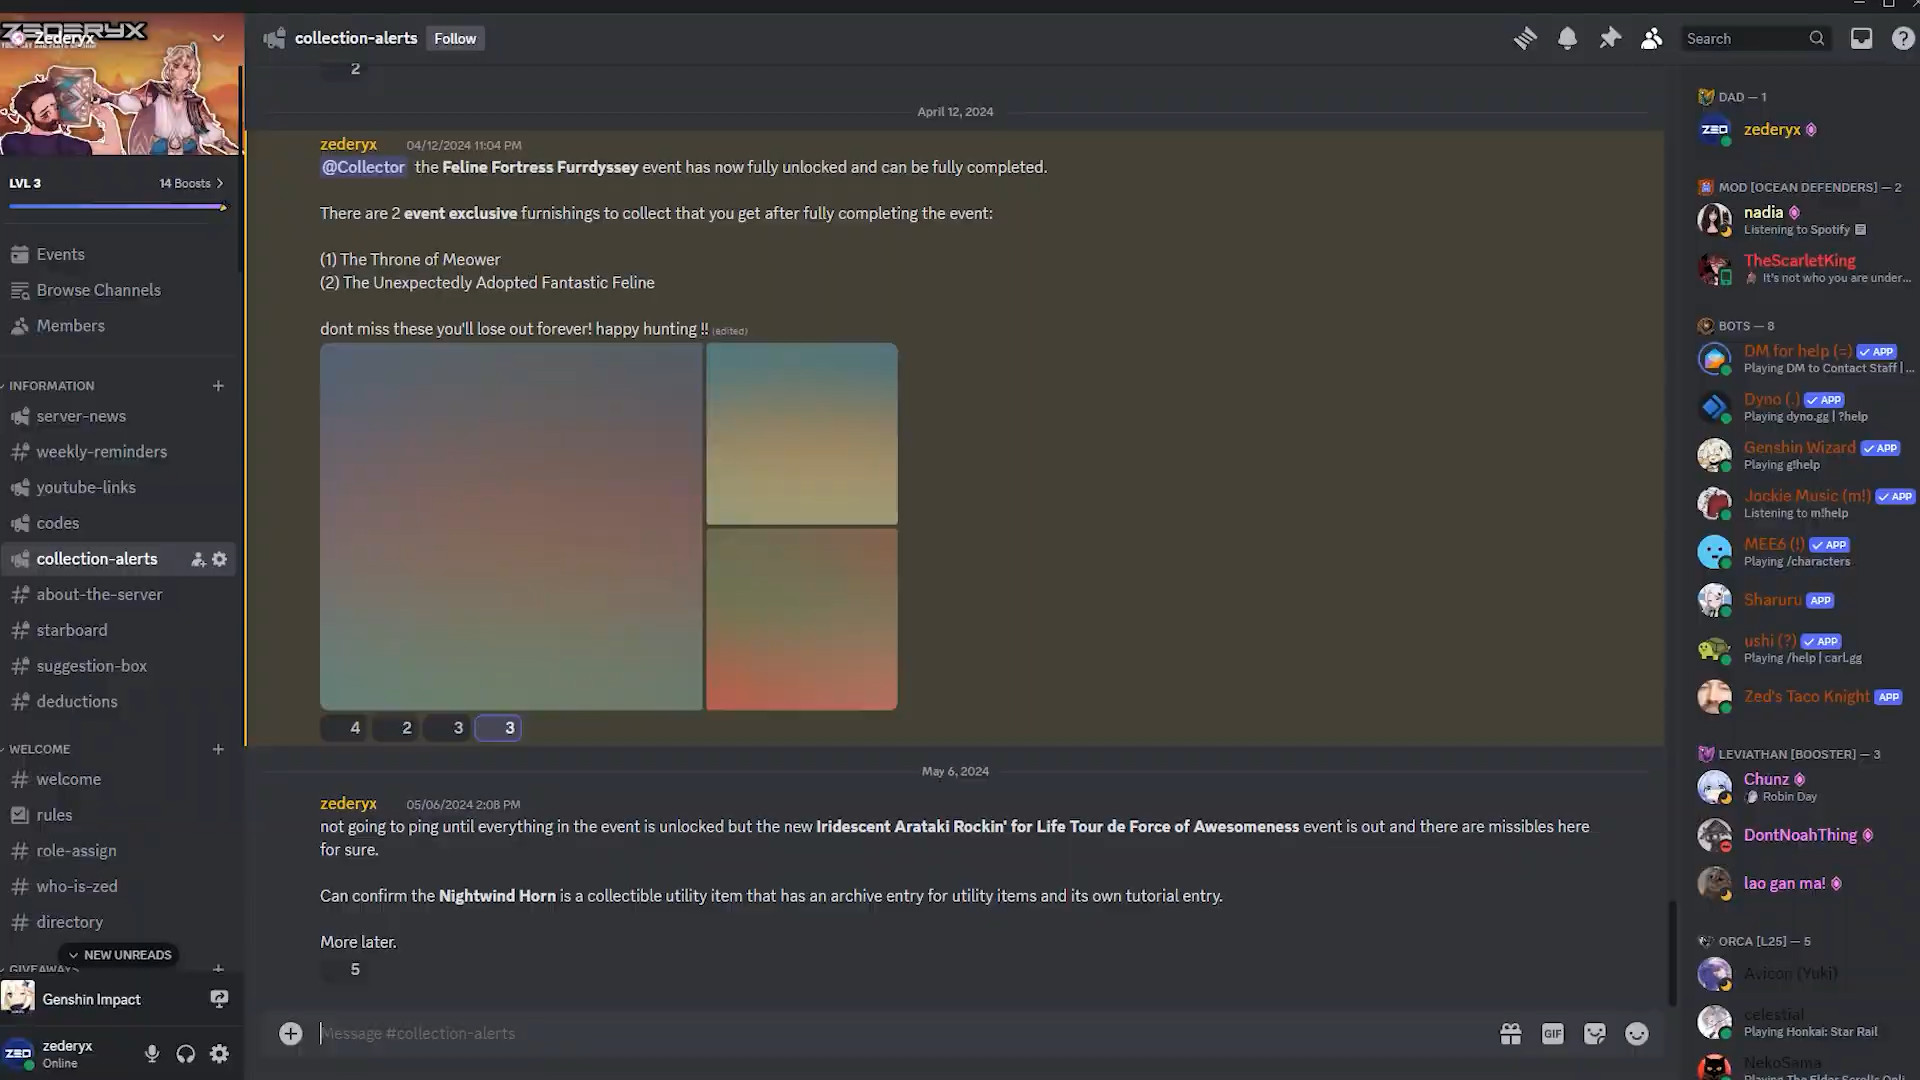 ZEDERYX
Zederyx
LVL 3
14 Boosts
Events
Browse Channels
Members
INFORMATION
server-news
weekly-reminders
youtube-links
codes
collection-alerts
about-the-server
starboard
suggestion-box
deductions
WELCOME
welcome
rules
role-assign
who-is-zed
directory
NEW UNREADS
GIVEAWAYS
Genshin Impact
ZED
zederyx
Online
collection-alerts
Follow
Search
2
April 12, 2024
zederyx 04/12/2024 11:04 PM
@Collector the Feline Fortress Furrdyssey event has now fully unlocked and can be fully completed.
There are 2 event exclusive furnishings to collect that you get after fully completing the event:
(1) The Throne of Meower
(2) The Unexpectedly Adopted Fantastic Feline
dont miss these you'll lose out forever! happy hunting !! (edited)
4 2 3 3
May 6, 2024
zederyx 05/06/2024 2:08 PM
not going to ping until everything in the event is unlocked but the new Iridescent Arataki Rockin' for Life Tour de Force of Awesomeness event is out and there are missibles here
for sure.
Can confirm the Nightwind Horn is a collectible utility item that has an archive entry for utility items and its own tutorial entry.
More later.
5
Message #collection-alerts
GIF
DAD — 1
ZED
zederyx
MOD [OCEAN DEFENDERS] — 2
nadia
Listening to Spotify
TheScarletKing
It's not who you are under...
BOTS — 8
DM for help (=) APP
Playing DM to Contact Staff | ...
Dyno (.) APP
Playing dyno.gg | ?help
Genshin Wizard APP
Playing g!help
Jockie Music (m!) APP
Listening to m!help
MEE6 (!) APP
Playing /characters
Sharuru APP
ushi (?) APP
Playing /help | carl.gg
Zed's Taco Knight APP
LEVIATHAN [BOOSTER] — 3
Chunz
Robin Day
DontNoahThing
lao gan ma!
ORCA [L25] — 5
Avicon (Yuki)
celestial
Playing Honkai: Star Rail
NekoSama
Playing The Elder Scrolls Onli